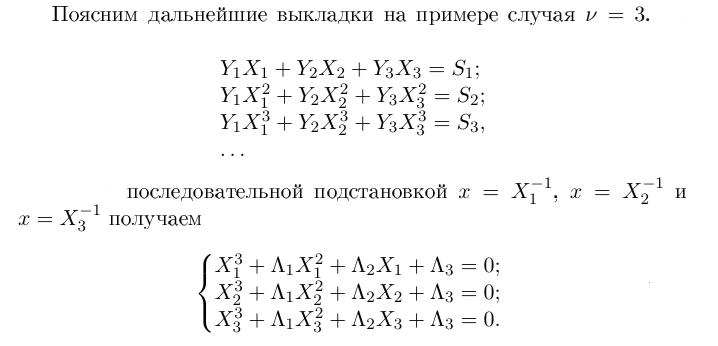 Поясним дальнейшие выкладки на примере случая ν = 3.
Y₁X₁ + Y₂X₂ + Y₃X₃ = S₁;
Y₁X₁² + Y₂X₂² + Y₃X₃² = S₂;
Y₁X₁³ + Y₂X₂³ + Y₃X₃³ = S₃,
...
последовательной подстановкой x = X₁⁻¹, x = X₂⁻¹ и
x = X₃⁻¹ получаем
X₁³ + Λ₁X₁² + Λ₂X₁ + Λ₃ = 0;
X₂³ + Λ₁X₂² + Λ₂X₂ + Λ₃ = 0;
X₃³ + Λ₁X₃² + Λ₂X₃ + Λ₃ = 0.